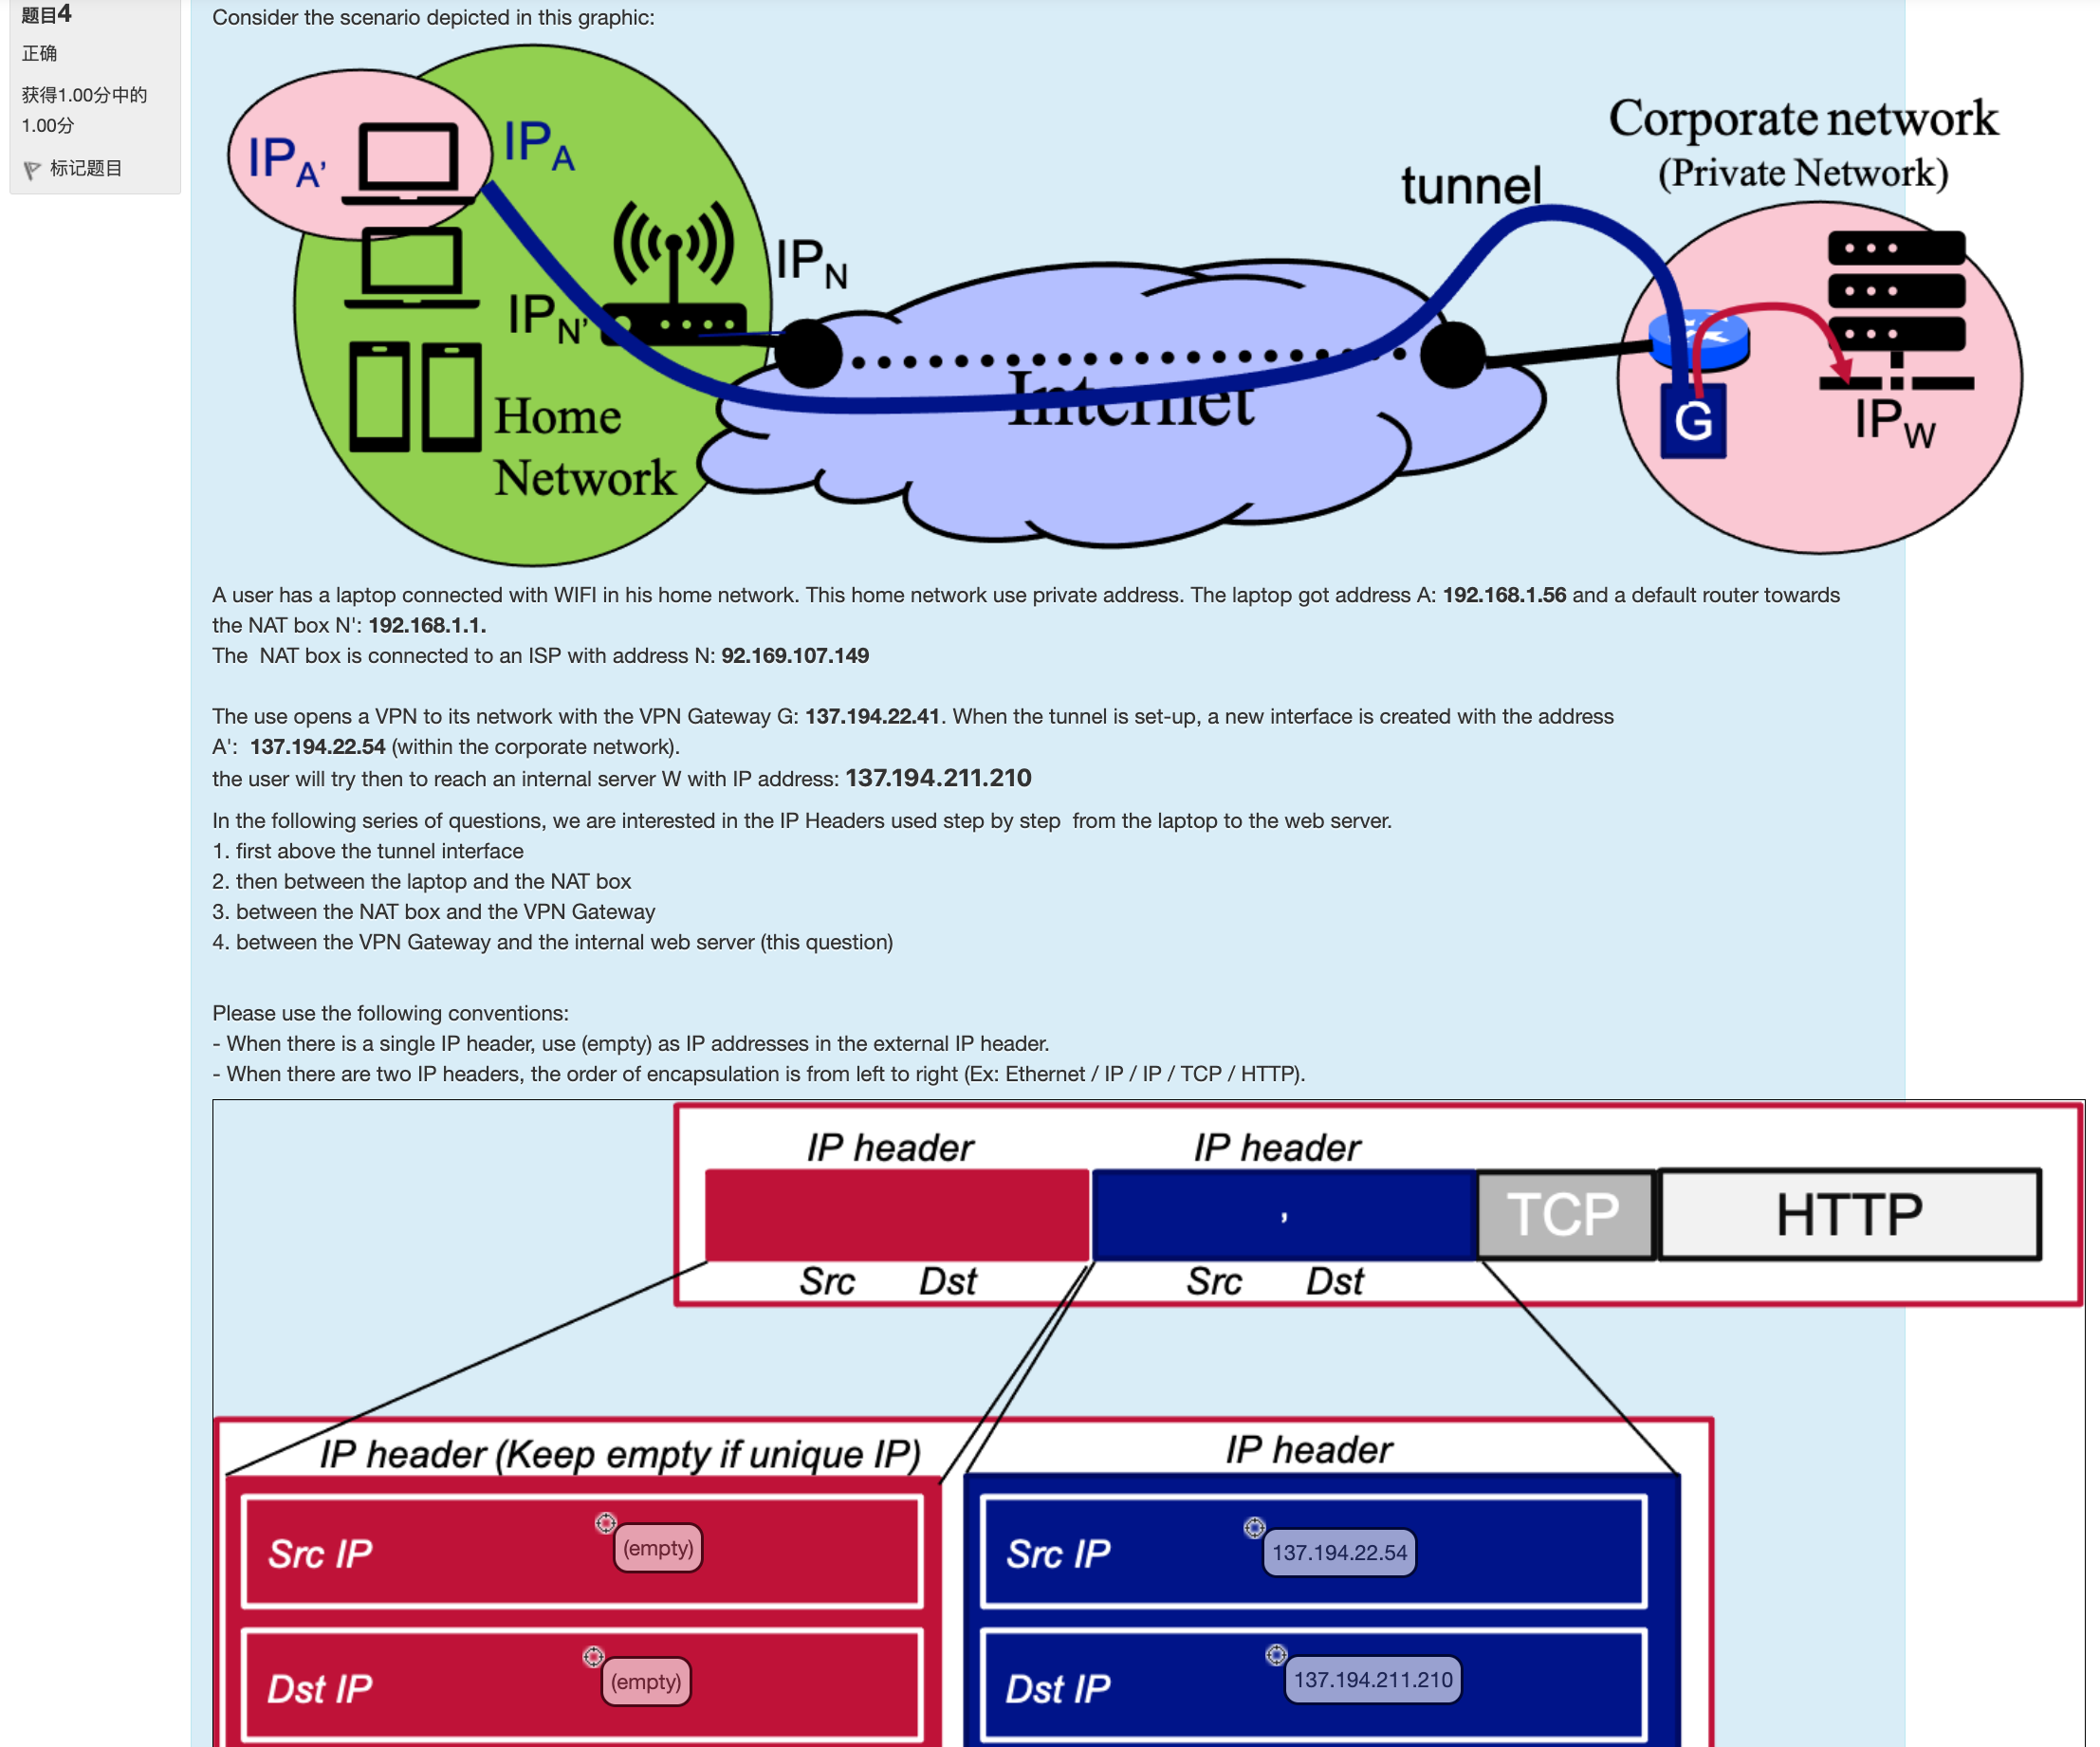 题目4
正确
获得1.00分中的
1.00分
标记题目
Consider the scenario depicted in this graphic:
IPA'
IPA
IPN
IPN'
Home
Network
Internet
tunnel
Corporate network
(Private Network)
G
IPW
A user has a laptop connected with WIFI in his home network. This home network use private address. The laptop got address A: 192.168.1.56 and a default router towards
the NAT box N': 192.168.1.1.
The NAT box is connected to an ISP with address N: 92.169.107.149
The use opens a VPN to its network with the VPN Gateway G: 137.194.22.41. When the tunnel is set-up, a new interface is created with the address
A': 137.194.22.54 (within the corporate network).
the user will try then to reach an internal server W with IP address: 137.194.211.210
In the following series of questions, we are interested in the IP Headers used step by step from the laptop to the web server.
1. first above the tunnel interface
2. then between the laptop and the NAT box
3. between the NAT box and the VPN Gateway
4. between the VPN Gateway and the internal web server (this question)
Please use the following conventions:
- When there is a single IP header, use (empty) as IP addresses in the external IP header.
- When there are two IP headers, the order of encapsulation is from left to right (Ex: Ethernet / IP / IP / TCP / HTTP).
IP header IP header
, TCP HTTP
Src Dst Src Dst
IP header (Keep empty if unique IP) IP header
Src IP (empty) Src IP 137.194.22.54
Dst IP (empty) Dst IP 137.194.211.210